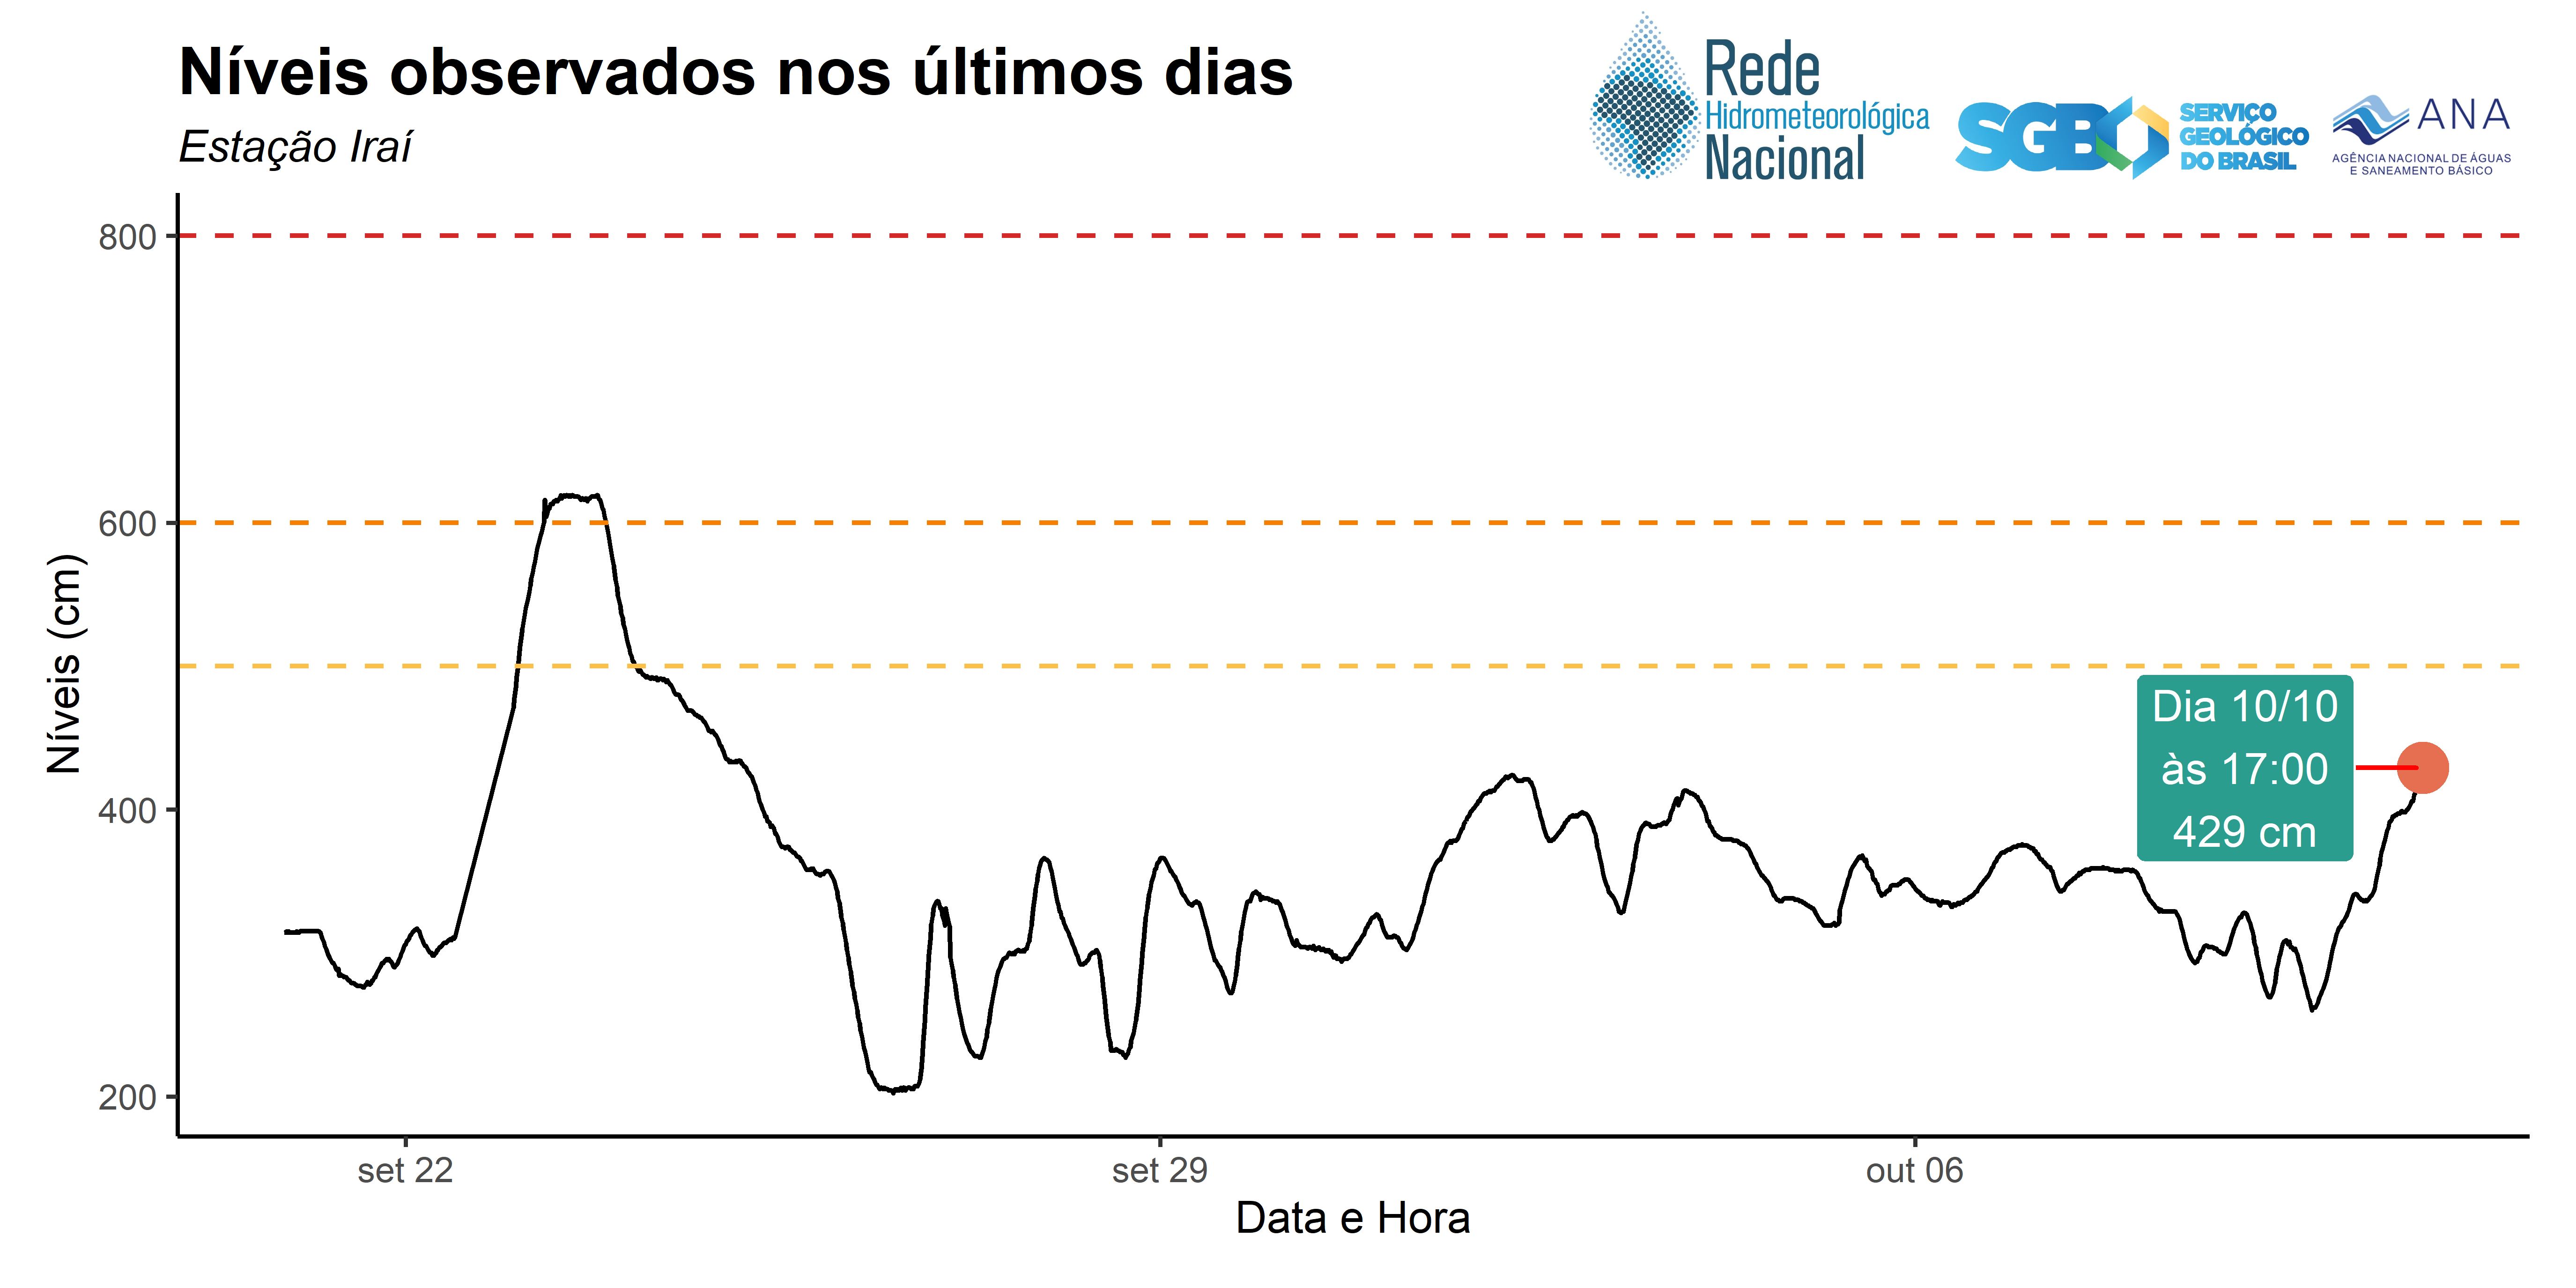 Níveis observados nos últimos dias
Estação Iraí
Rede
Hidrometeorológica
Nacional
SGB
SERVIÇO
GEOLÓGICO
DO BRASIL
ANA
AGÊNCIA NACIONAL DE ÁGUAS
E SANEAMENTO BÁSICO
Níveis (cm)
800
600
400
200
Dia 10/10
às 17:00
429 cm
set 22
set 29
out 06
Data e Hora